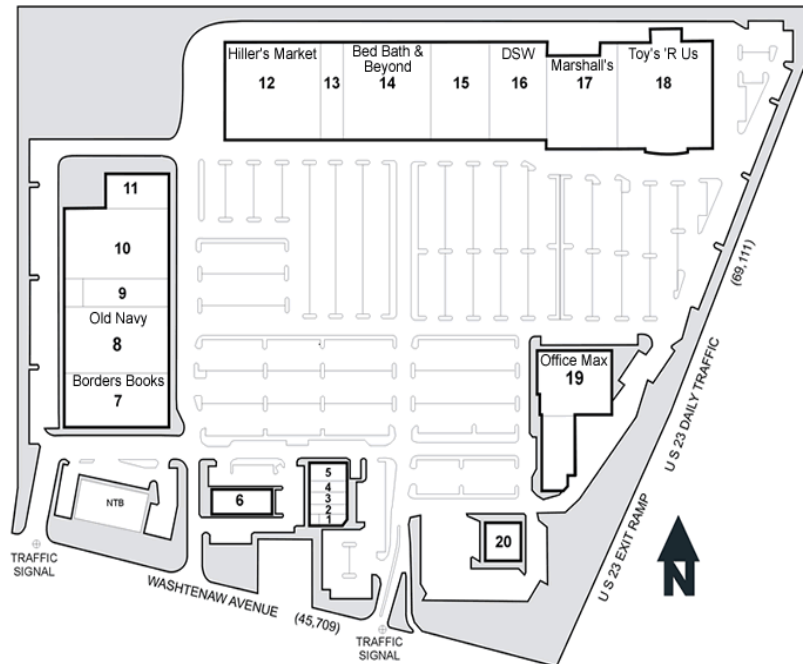 Hiller's Market
12
13
Bed Bath &
Beyond
14
15
DSW
16
Marshall's
17
Toy's 'R Us
18
11
10
9
Old Navy
8
Borders Books
7
Office Max
19
5
4
3
2
1
6
NTB
20
TRAFFIC
SIGNAL
WASHTENAW AVENUE (45,709)
TRAFFIC
SIGNAL
U S 23 EXIT RAMP
U S 23 DAILY TRAFFIC (69,111)
N